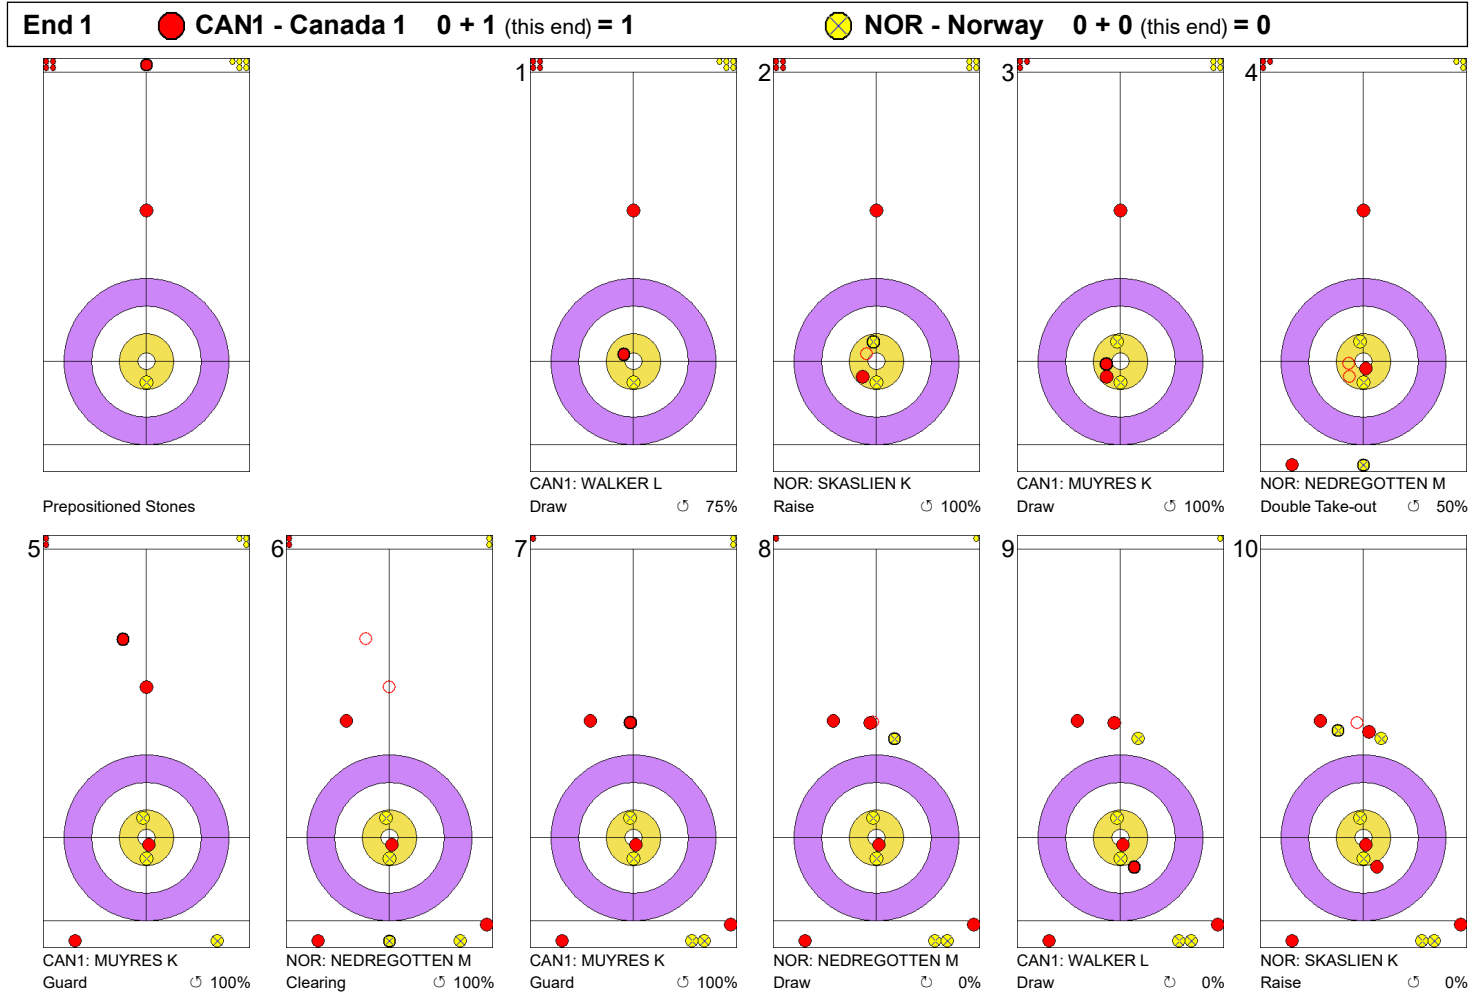 End 1 CAN1 - Canada 1 0 + 1 (this end) = 1 NOR - Norway 0 + 0 (this end) = 0
1 2 3 4
CAN1: WALKER L NOR: SKASLIEN K CAN1: MUYRES K NOR: NEDREGOTTEN M
Prepositioned Stones Draw ↺ 75% Raise ↺ 100% Draw ↺ 100% Double Take-out ↺ 50%
5 6 7 8 9 10
CAN1: MUYRES K NOR: NEDREGOTTEN M CAN1: MUYRES K NOR: NEDREGOTTEN M CAN1: WALKER L NOR: SKASLIEN K
Guard ↺ 100% Clearing ↺ 100% Guard ↺ 100% Draw ↻ 0% Draw ↻ 0% Raise ↺ 0%